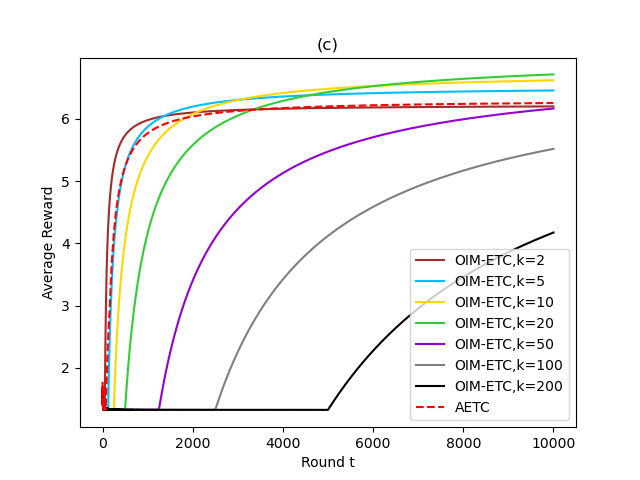 (c)
Average Reward
6
5
4
3
2
0
2000
4000
6000
8000
10000
Round t
OIM-ETC,k=2
OIM-ETC,k=5
OIM-ETC,k=10
OIM-ETC,k=20
OIM-ETC,k=50
OIM-ETC,k=100
OIM-ETC,k=200
AETC